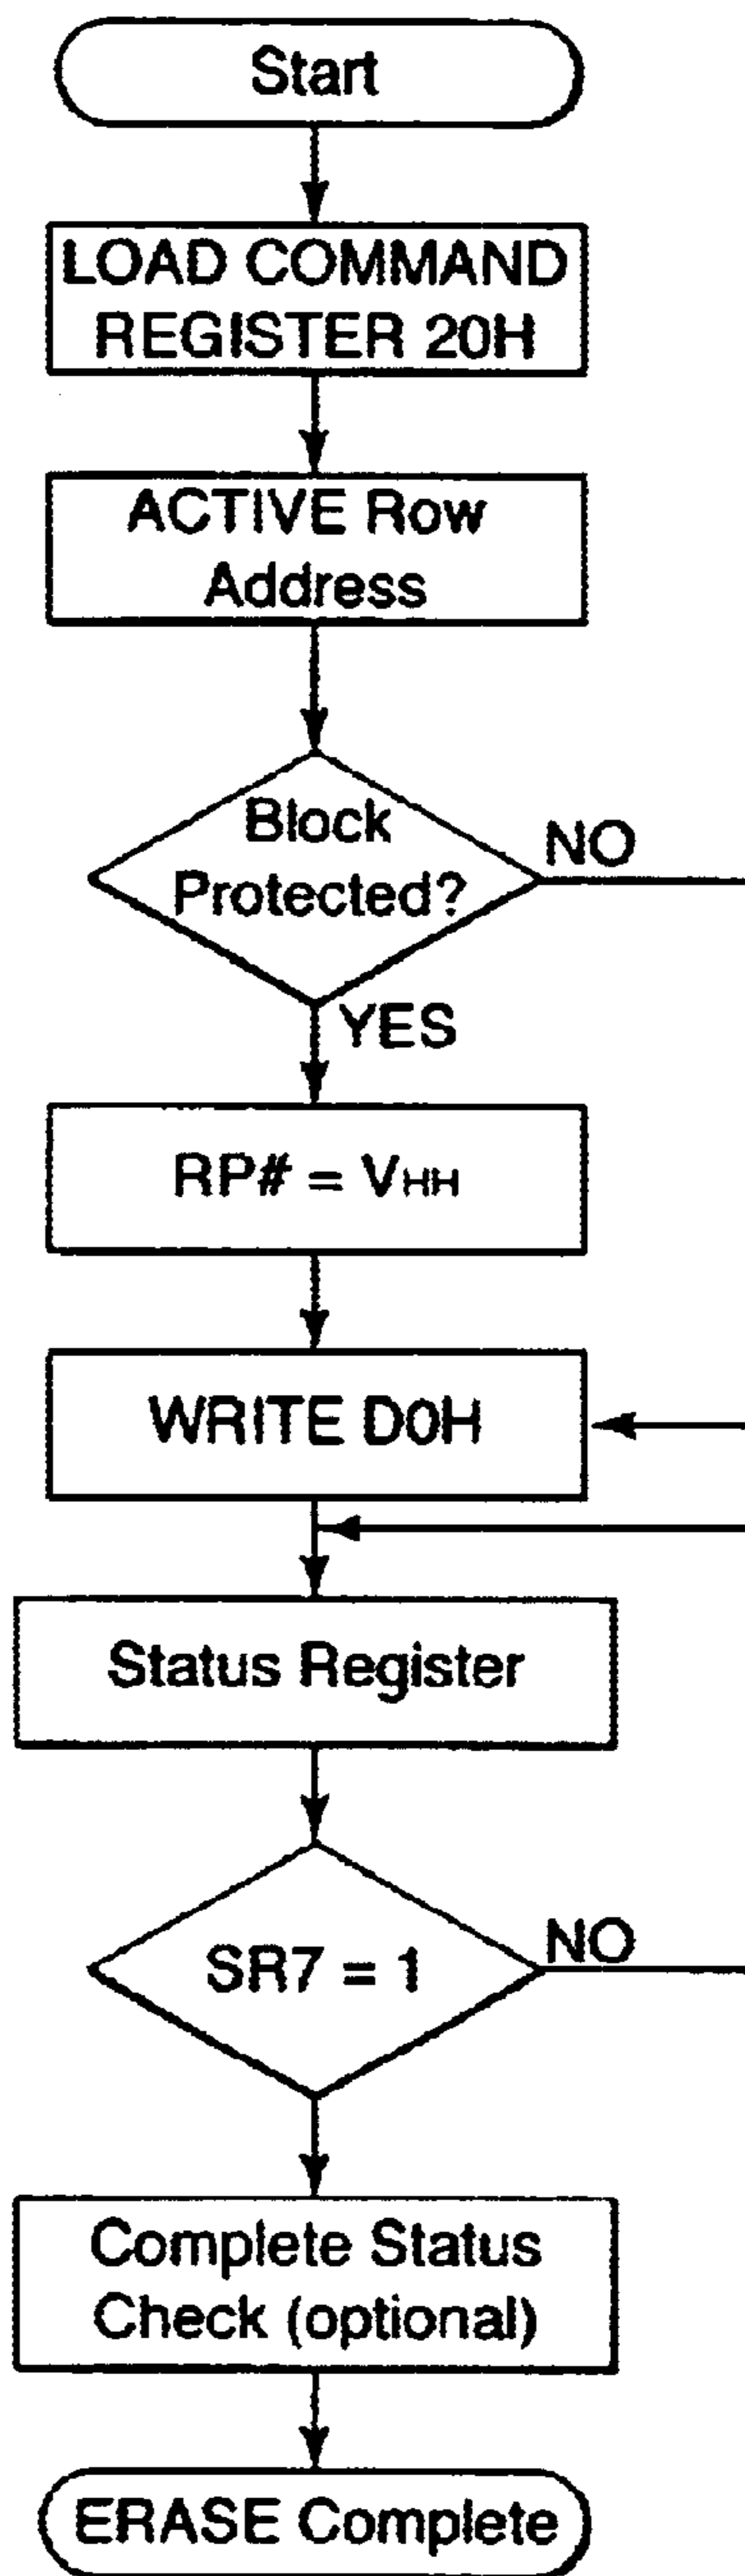 Start
LOAD COMMAND
REGISTER 20H
ACTIVE Row
Address
Block
Protected?
NO
YES
RP# = VHH
WRITE D0H
Status Register
SR7 = 1
NO
Complete Status
Check (optional)
ERASE Complete